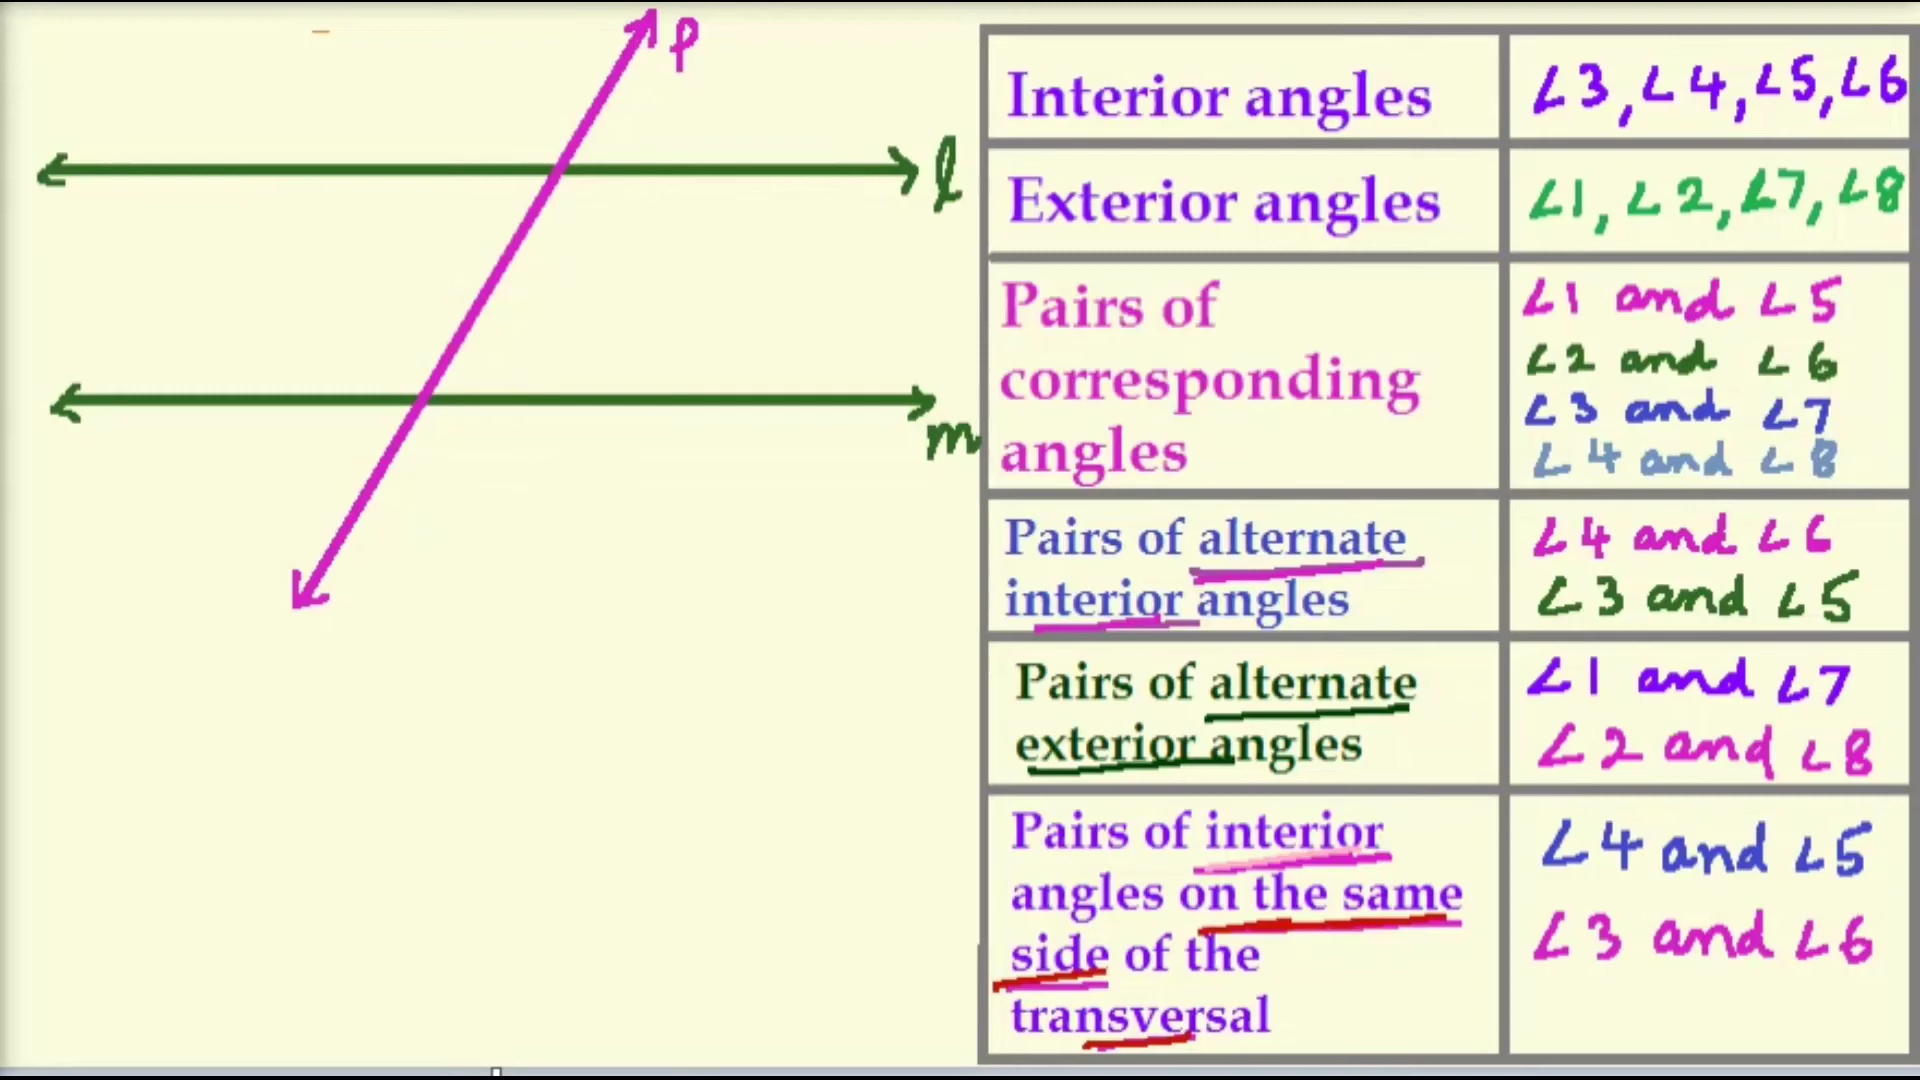 p
l
m
Interior angles
∠3, ∠4, ∠5, ∠6
Exterior angles
∠1, ∠2, ∠7, ∠8
Pairs of
corresponding
angles
∠1 and ∠5
∠2 and ∠6
∠3 and ∠7
∠4 and ∠8
Pairs of alternate
interior angles
∠4 and ∠6
∠3 and ∠5
Pairs of alternate
exterior angles
∠1 and ∠7
∠2 and ∠8
Pairs of interior
angles on the same
side of the
transversal
∠4 and ∠5
∠3 and ∠6